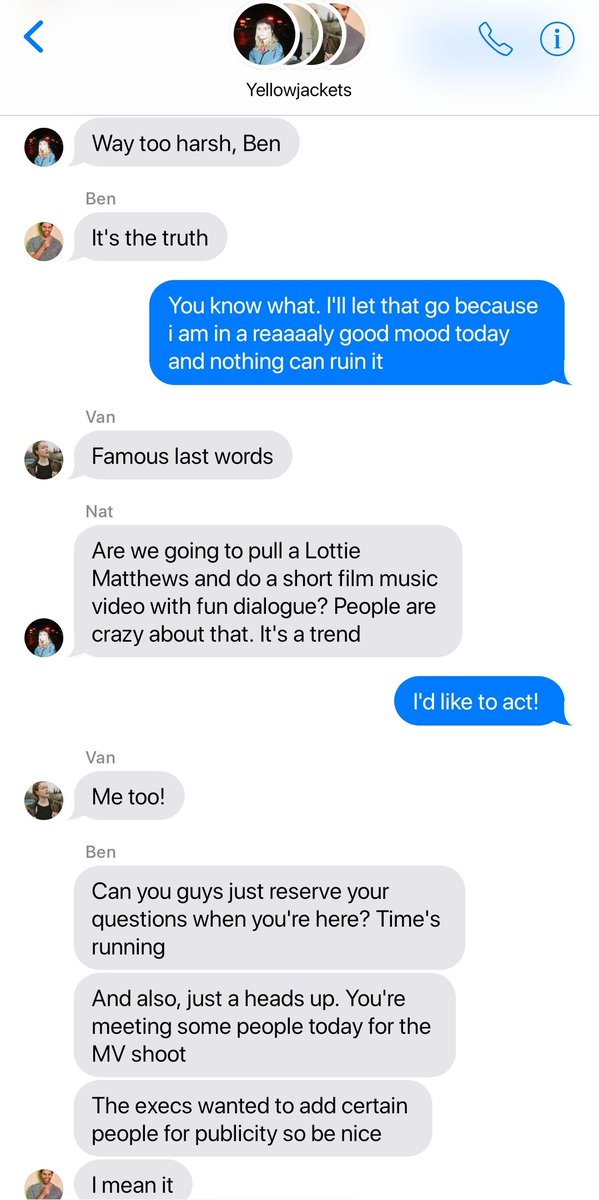 Yellowjackets
Way too harsh, Ben
Ben
It's the truth
You know what. I'll let that go because
i am in a reaaaaly good mood today
and nothing can ruin it
Van
Famous last words
Nat
Are we going to pull a Lottie
Matthews and do a short film music
video with fun dialogue? People are
crazy about that. It's a trend
I'd like to act!
Van
Me too!
Ben
Can you guys just reserve your
questions when you're here? Time's
running
And also, just a heads up. You're
meeting some people today for the
MV shoot
The execs wanted to add certain
people for publicity so be nice
I mean it